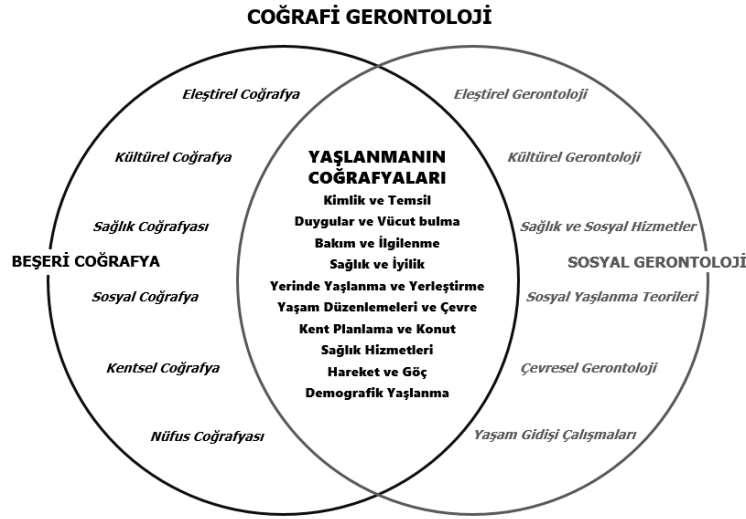 COĞRAFİ GERONTOLOJİ
Eleştirel Coğrafya
Kültürel Coğrafya
Sağlık Coğrafyası
BEŞERİ COĞRAFYA
Sosyal Coğrafya
Kentsel Coğrafya
Nüfus Coğrafyası
YAŞLANMANIN
COĞRAFYALARI
Kimlik ve Temsil
Duygular ve Vücut bulma
Bakım ve İlgilenme
Sağlık ve İyilik
Yerinde Yaşlanma ve Yerleştirme
Yaşam Düzenlemeleri ve Çevre
Kent Planlama ve Konut
Sağlık Hizmetleri
Hareket ve Göç
Demografik Yaşlanma
Eleştirel Gerontoloji
Kültürel Gerontoloji
Sağlık ve Sosyal Hizmetler
SOSYAL GERONTOLOJİ
Sosyal Yaşlanma Teorileri
Çevresel Gerontoloji
Yaşam Gidişi Çalışmaları